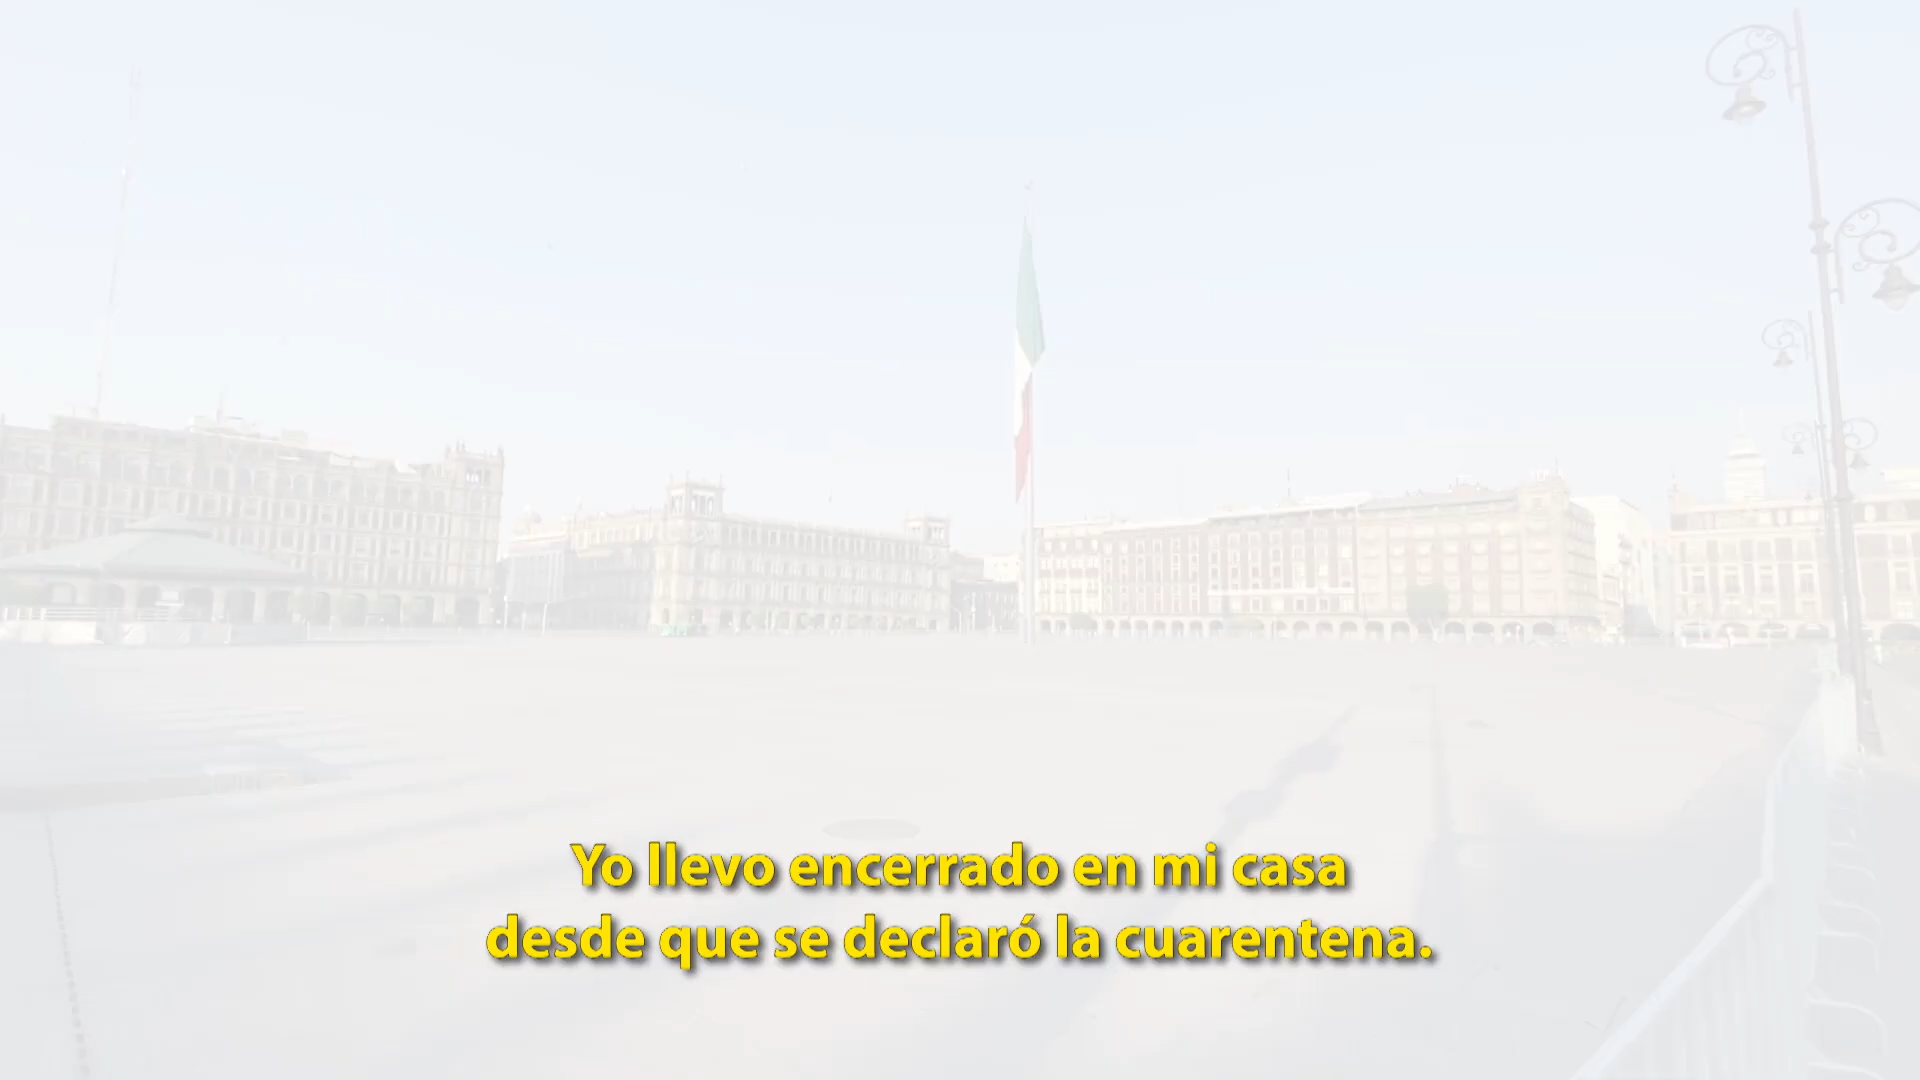 Yo llevo encerrado en mi casa
desde que se declaró la cuarentena.